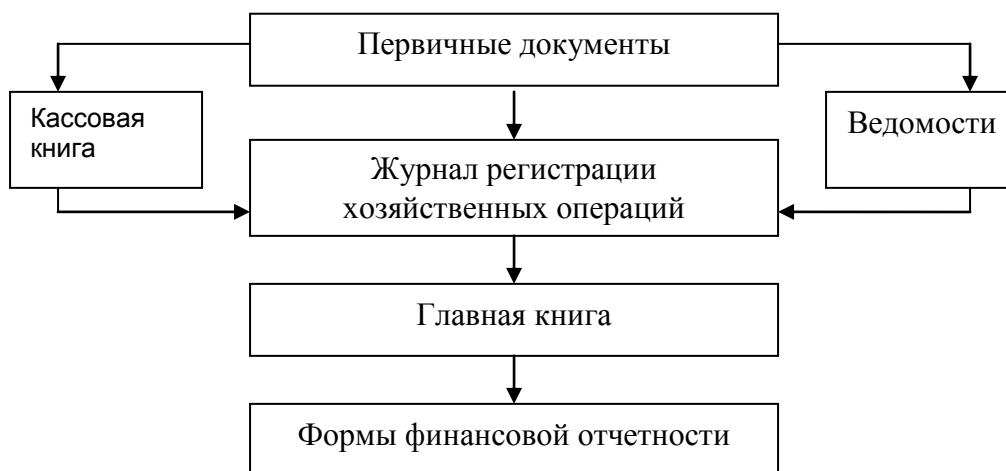 Первичные документы
Кассовая
книга
Ведомости
Журнал регистрации
хозяйственных операций
Главная книга
Формы финансовой отчетности